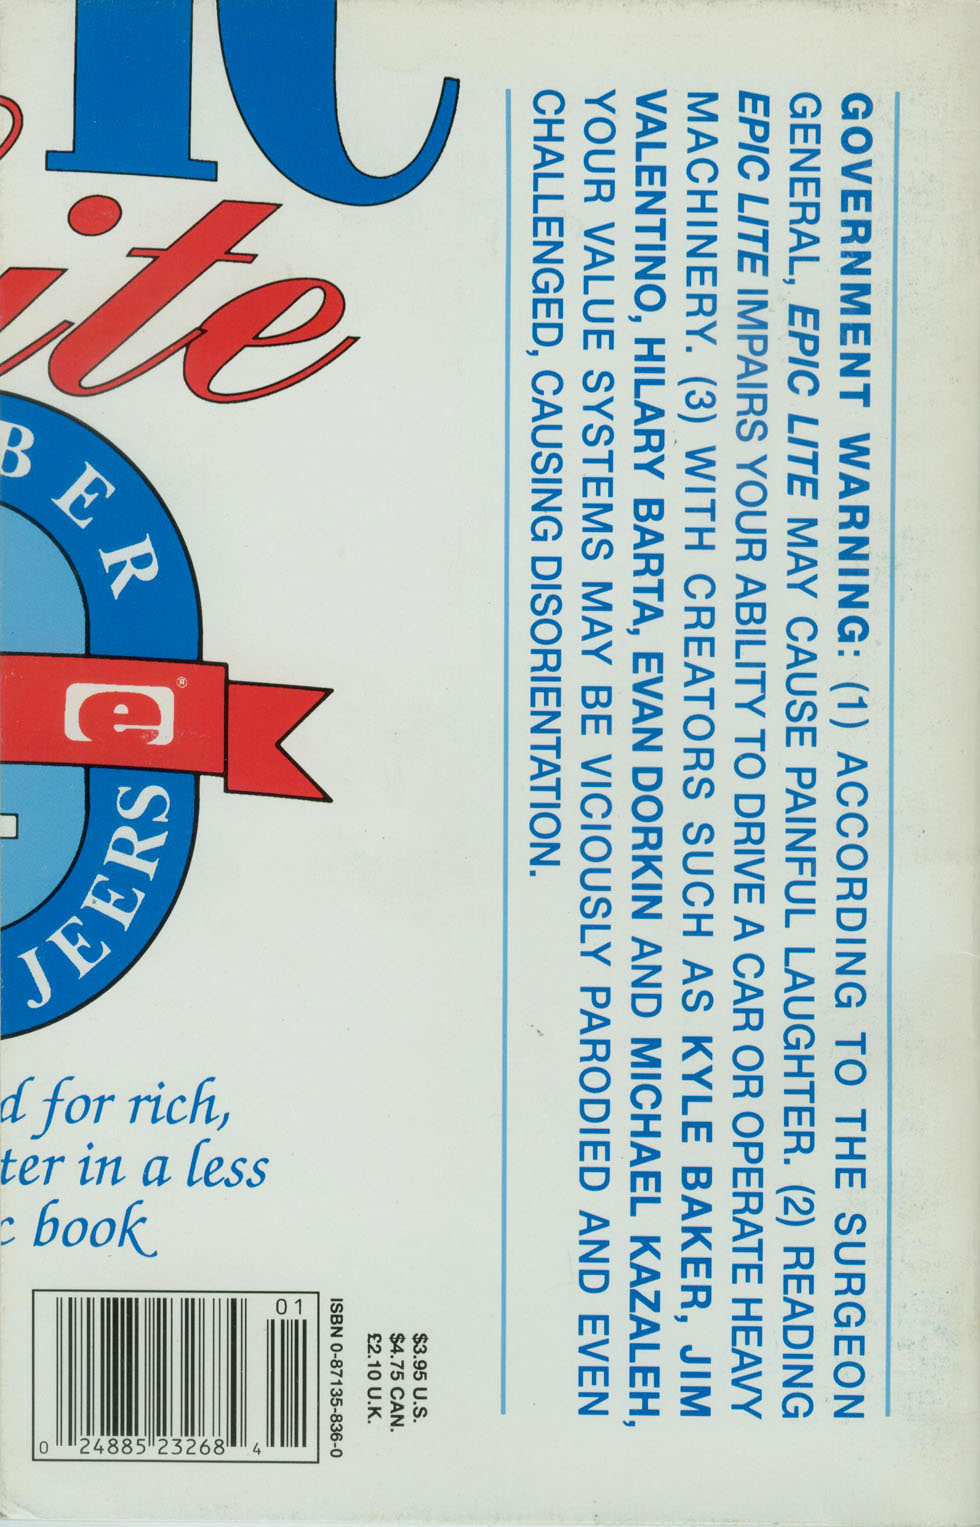 ic
ite
BER
e®
JEERS
d for rich,
ter in a less
c book
01
0 24885 23268 4
ISBN 0-87135-836-0
$3.95 U.S.
$4.75 CAN.
£2.10 U.K.
GOVERNMENT WARNING: (1) ACCORDING TO THE SURGEON
GENERAL, EPIC LITE MAY CAUSE PAINFUL LAUGHTER. (2) READING
EPIC LITE IMPAIRS YOUR ABILITY TO DRIVE A CAR OR OPERATE HEAVY
MACHINERY. (3) WITH CREATORS SUCH AS KYLE BAKER, JIM
VALENTINO, HILARY BARTA, EVAN DORKIN AND MICHAEL KAZALEH,
YOUR VALUE SYSTEMS MAY BE VICIOUSLY PARODIED AND EVEN
CHALLENGED, CAUSING DISORIENTATION.